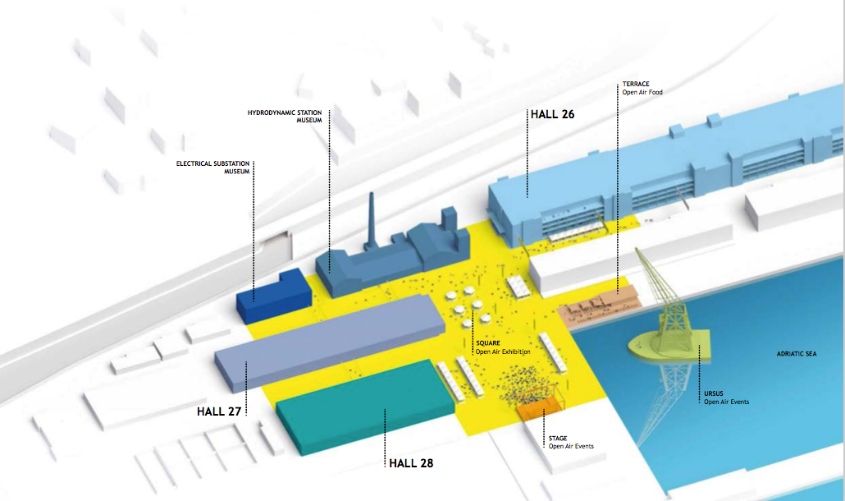 TERRACE
Open Air Food
HYDRODYNAMIC STATION
MUSEUM
HALL 26
ELECTRICAL SUBSTATION
MUSEUM
SQUARE
Open Air Exhibition
ADRIATIC SEA
URSUS
Open Air Events
HALL 27
STAGE
Open Air Events
HALL 28